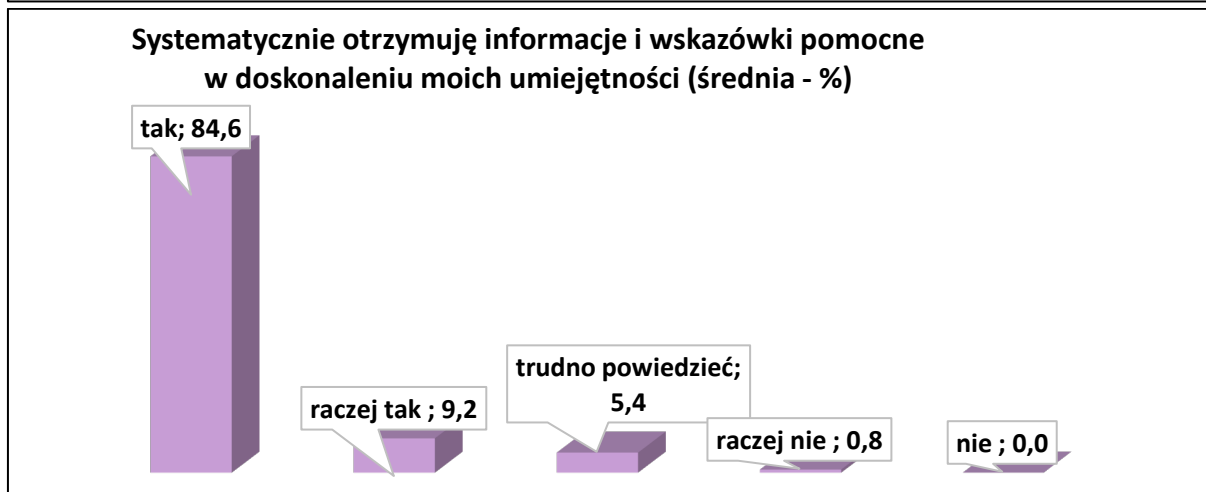 Systematycznie otrzymuję informacje i wskazówki pomocne
w doskonaleniu moich umiejętności (średnia - %)
tak; 84,6
raczej tak ; 9,2
trudno powiedzieć;
5,4
raczej nie ; 0,8
nie ; 0,0